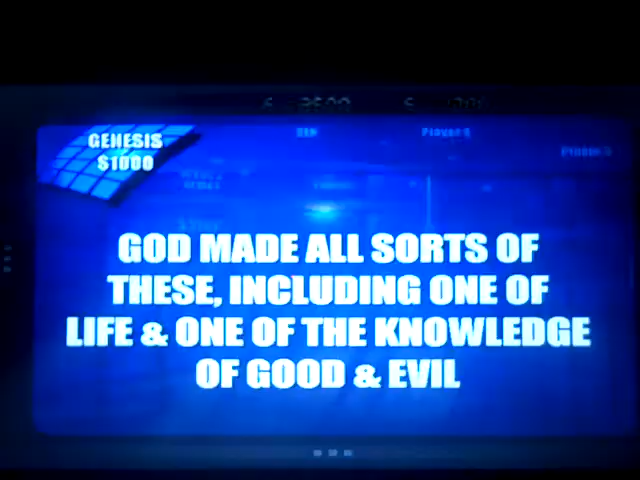 GENESIS
$1000
GOD MADE ALL SORTS OF
THESE, INCLUDING ONE OF
LIFE & ONE OF THE KNOWLEDGE
OF GOOD & EVIL